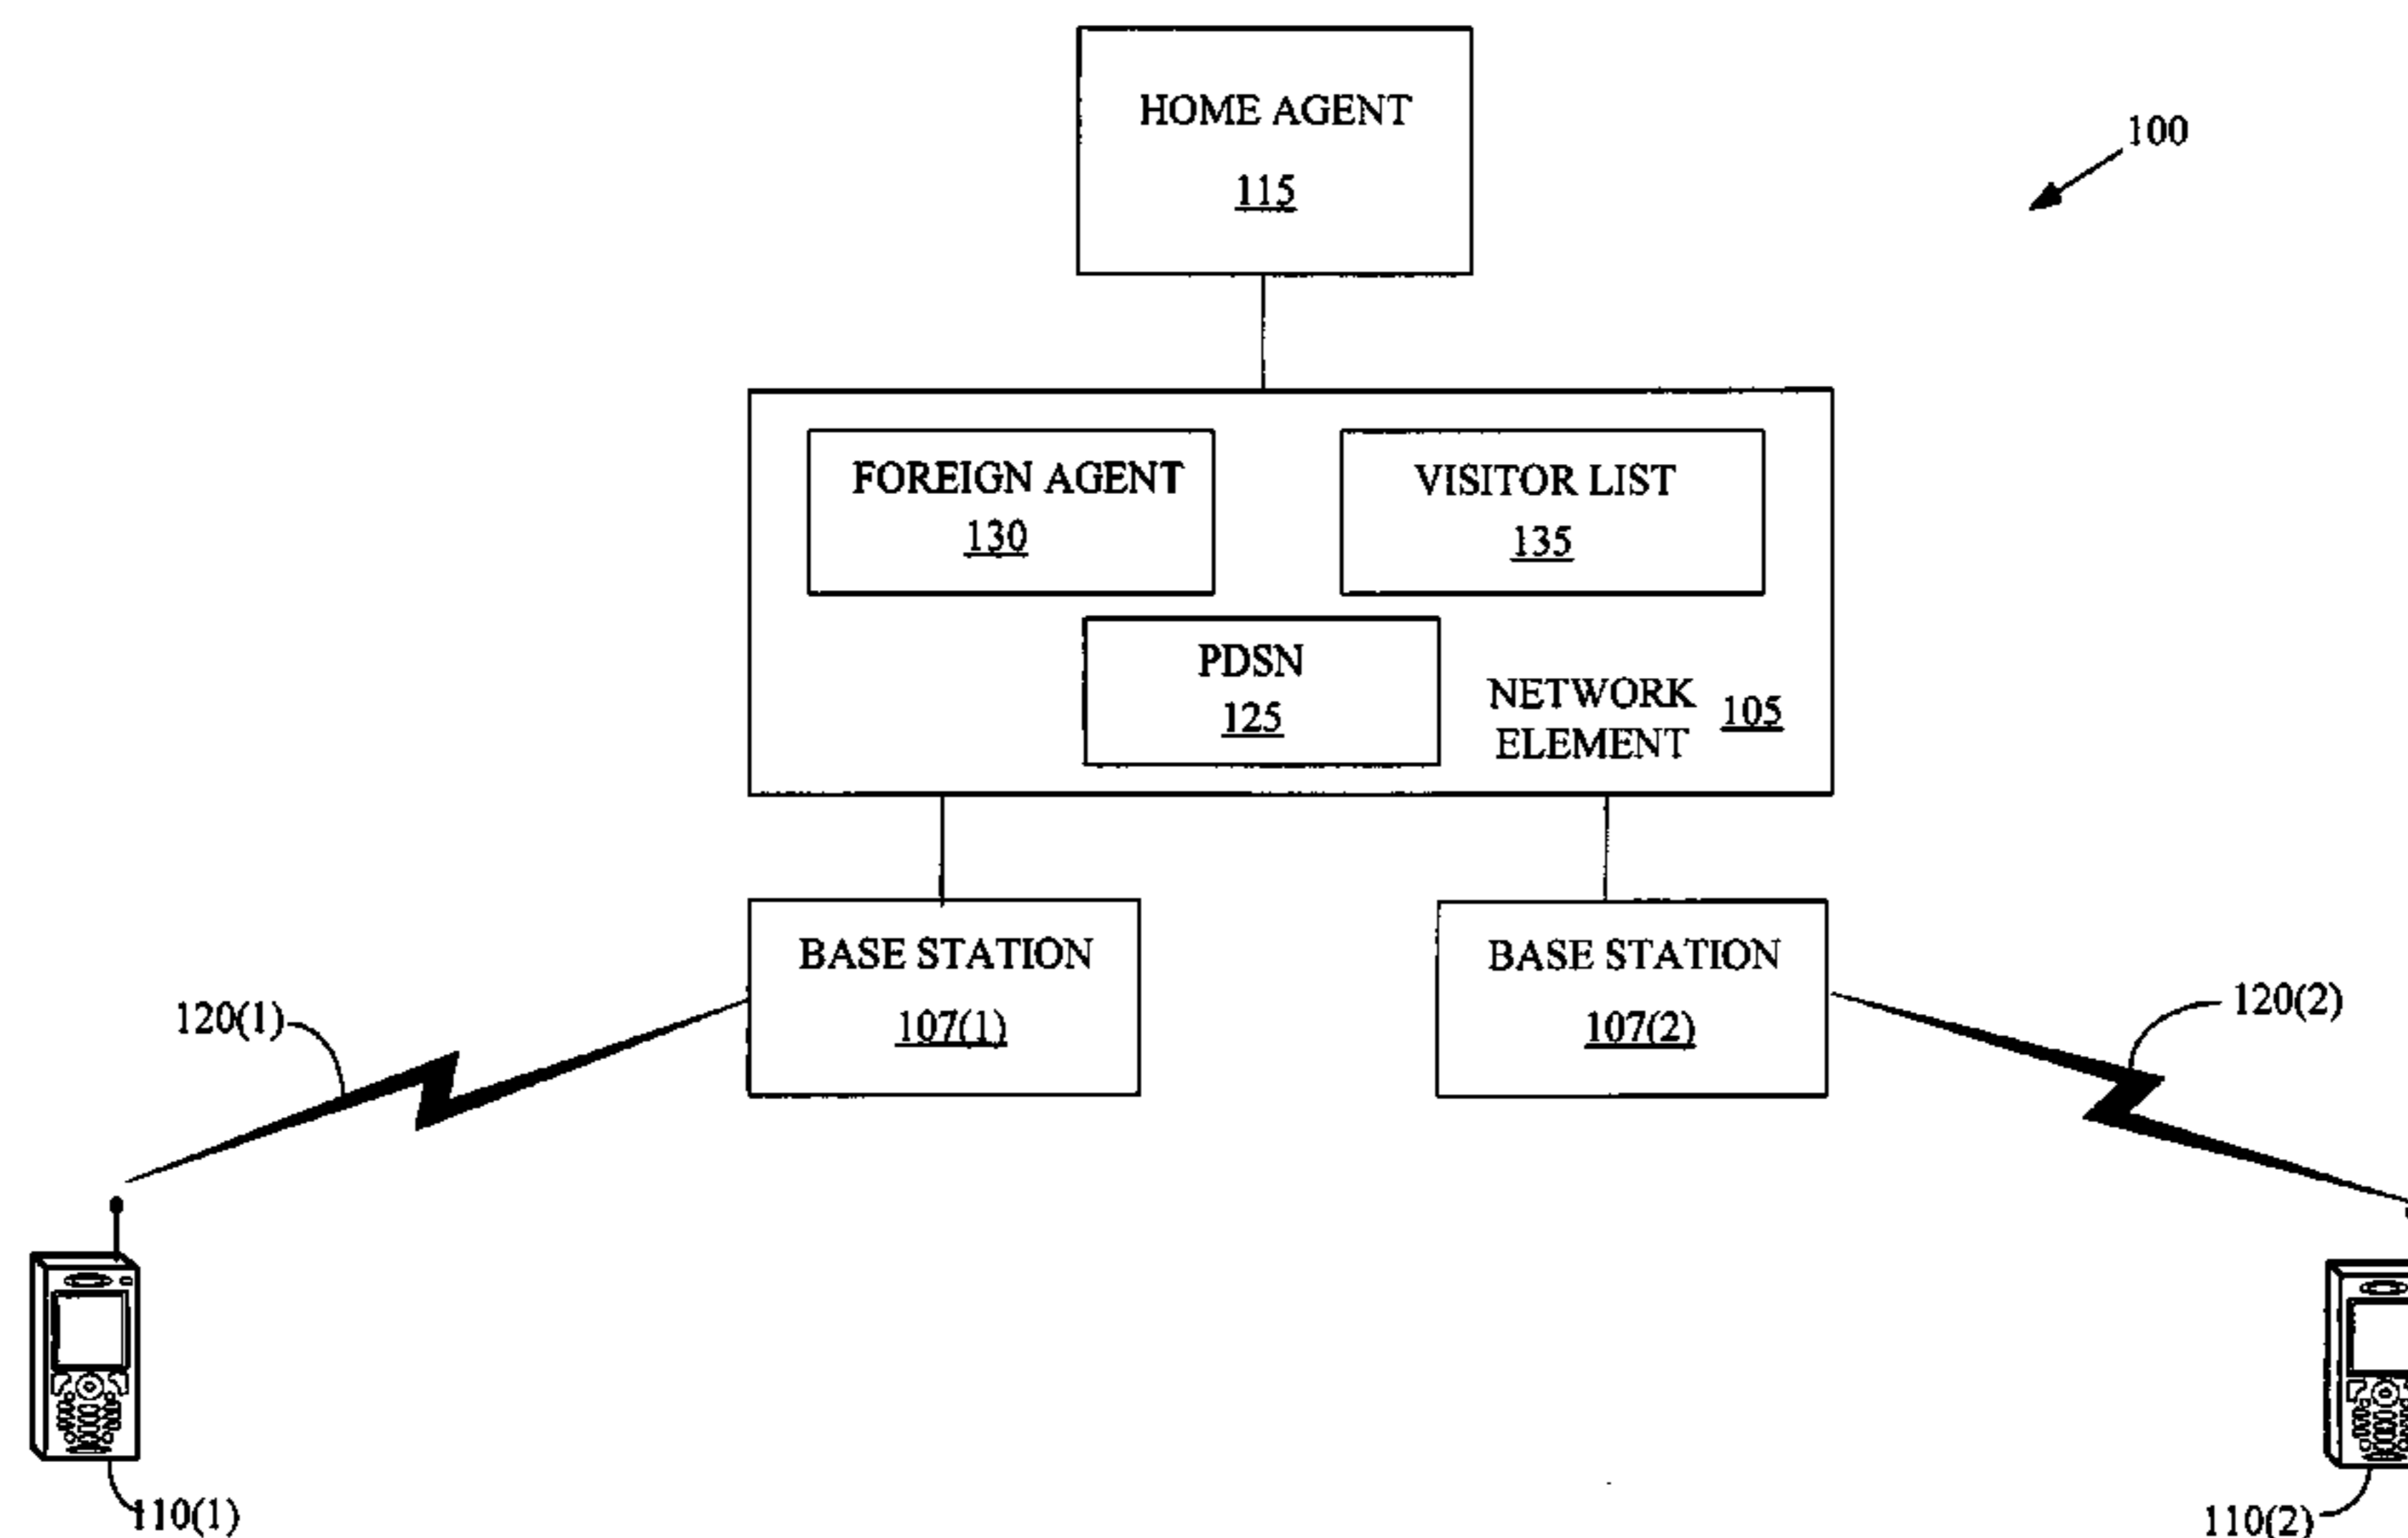 HOME AGENT
115
100
FOREIGN AGENT
130
VISITOR LIST
135
PDSN
125
NETWORK
ELEMENT
105
BASE STATION
107(1)
BASE STATION
107(2)
120(1)
120(2)
110(1)
110(2)